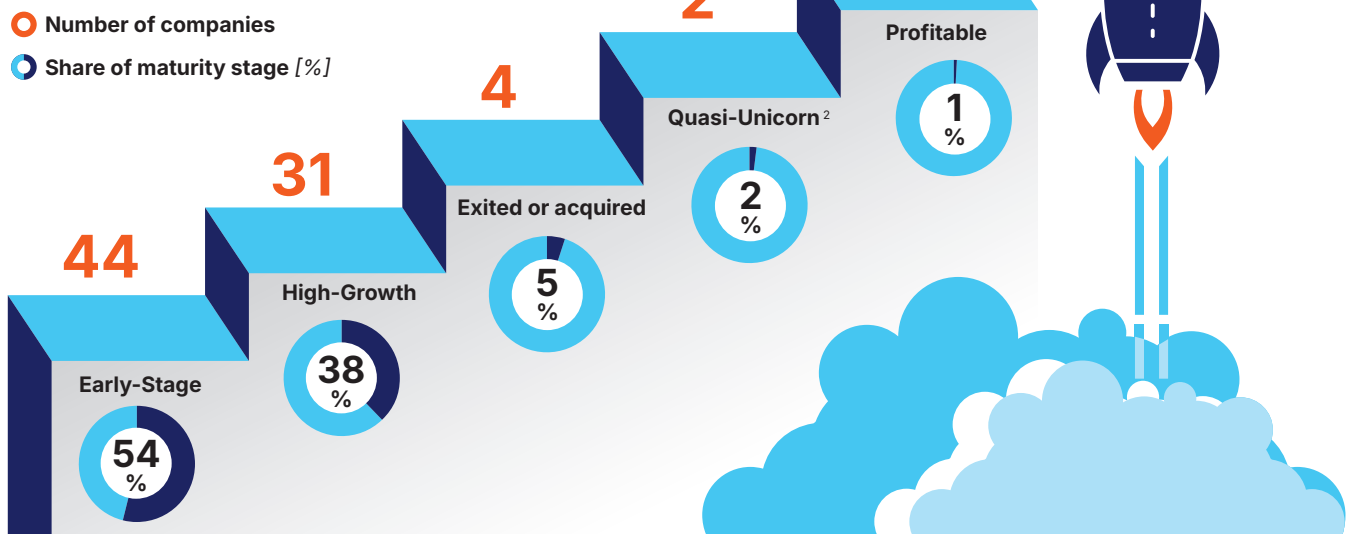 Number of companies
Share of maturity stage [%]
2
Profitable
1
%
4
Quasi-Unicorn 2
2
%
31
Exited or acquired
5
%
44
High-Growth
38
%
Early-Stage
54
%